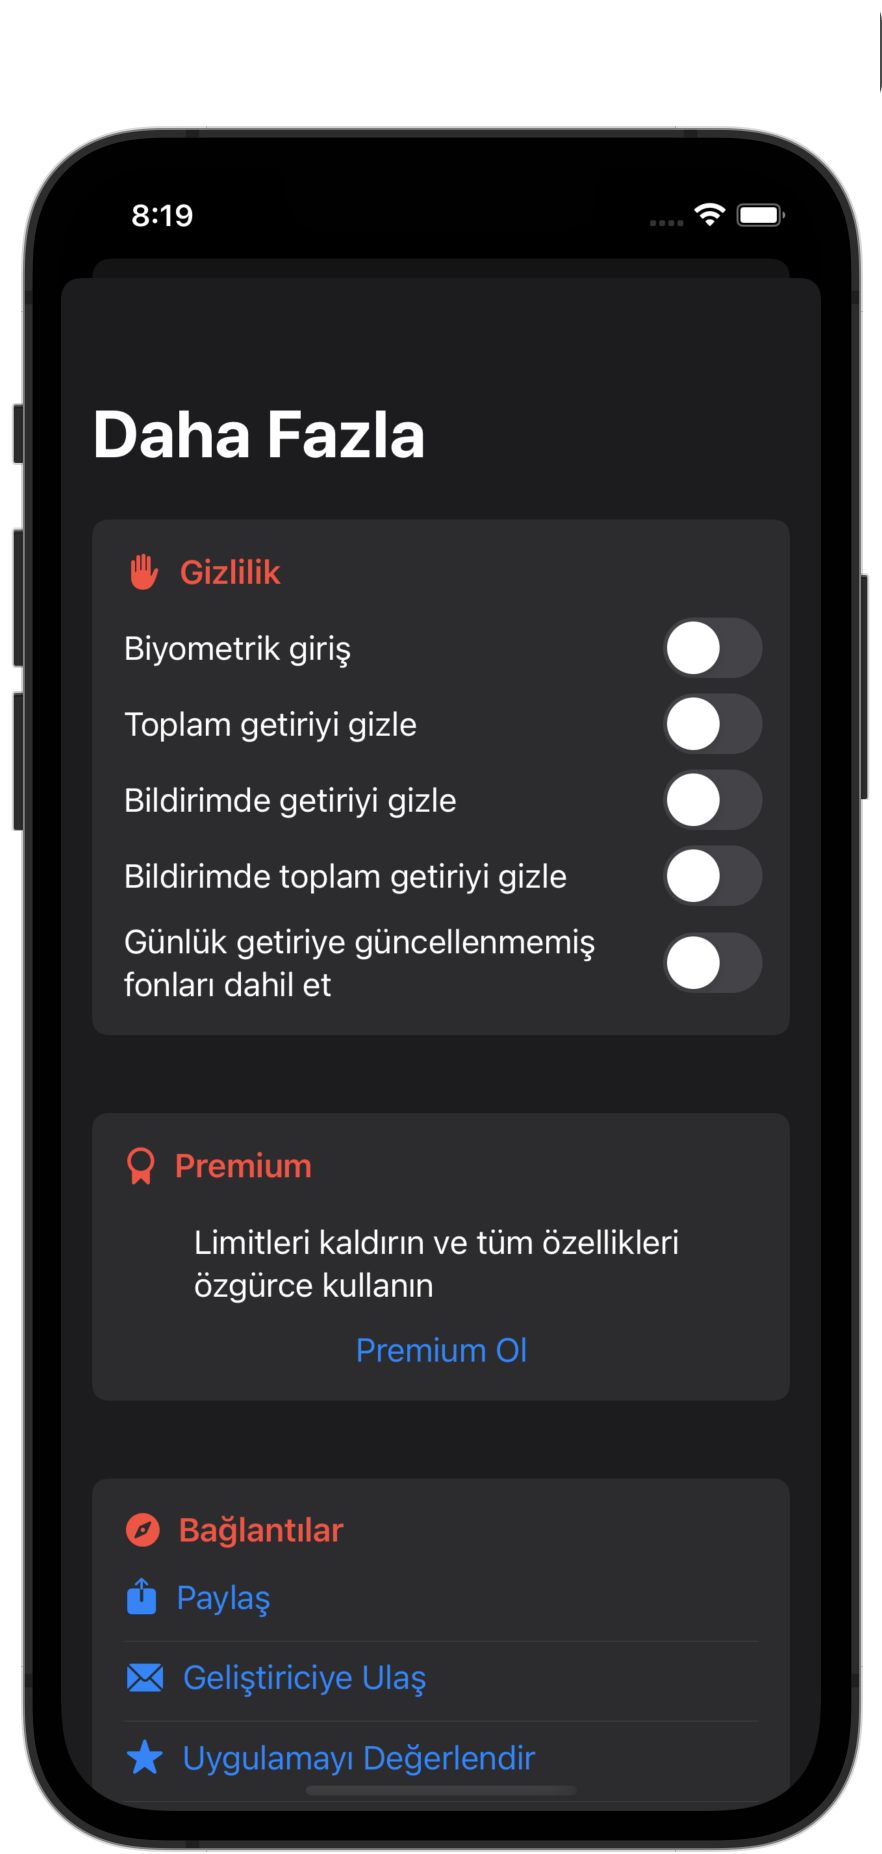 8:19
Daha Fazla
Gizlilik
Biyometrik giriş
Toplam getiriyi gizle
Bildirimde getiriyi gizle
Bildirimde toplam getiriyi gizle
Günlük getiriye güncellenmemiş
fonları dahil et
Premium
Limitleri kaldırın ve tüm özellikleri
özgürce kullanın
Premium Ol
Bağlantılar
Paylaş
Geliştiriciye Ulaş
Uygulamayı Değerlendir